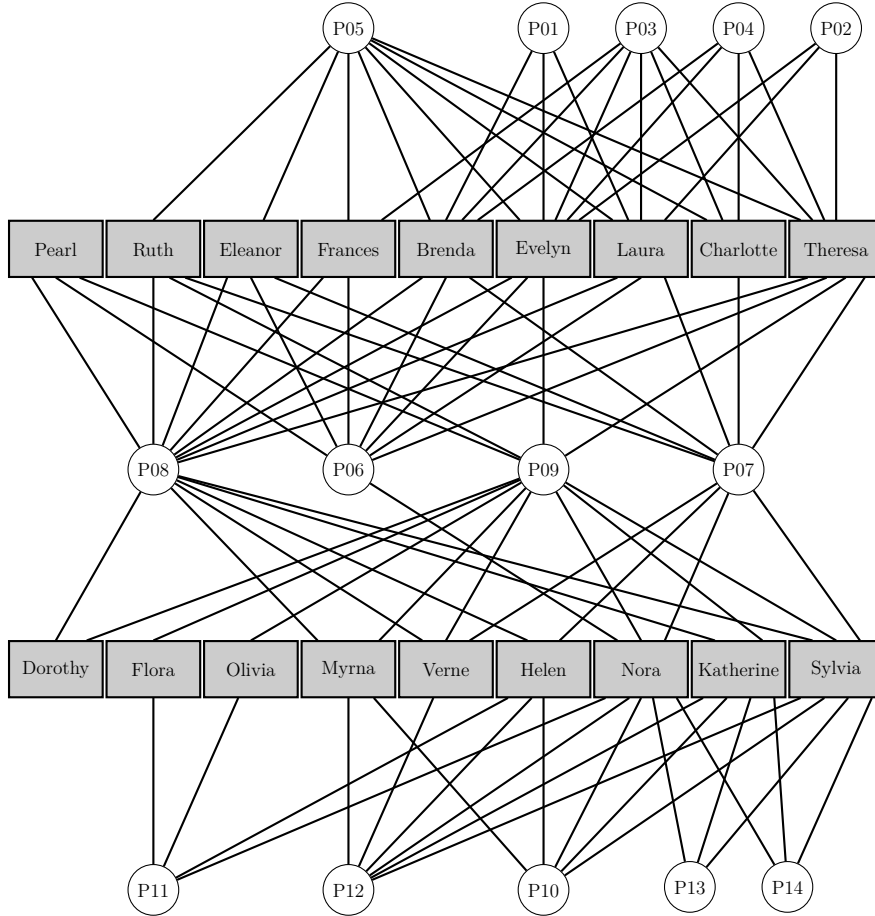 P05 P01 P03 P04 P02
Pearl Ruth Eleanor Frances Brenda Evelyn Laura Charlotte Theresa
P08 P06 P09 P07
Dorothy Flora Olivia Myrna Verne Helen Nora Katherine Sylvia
P11 P12 P10 P13 P14